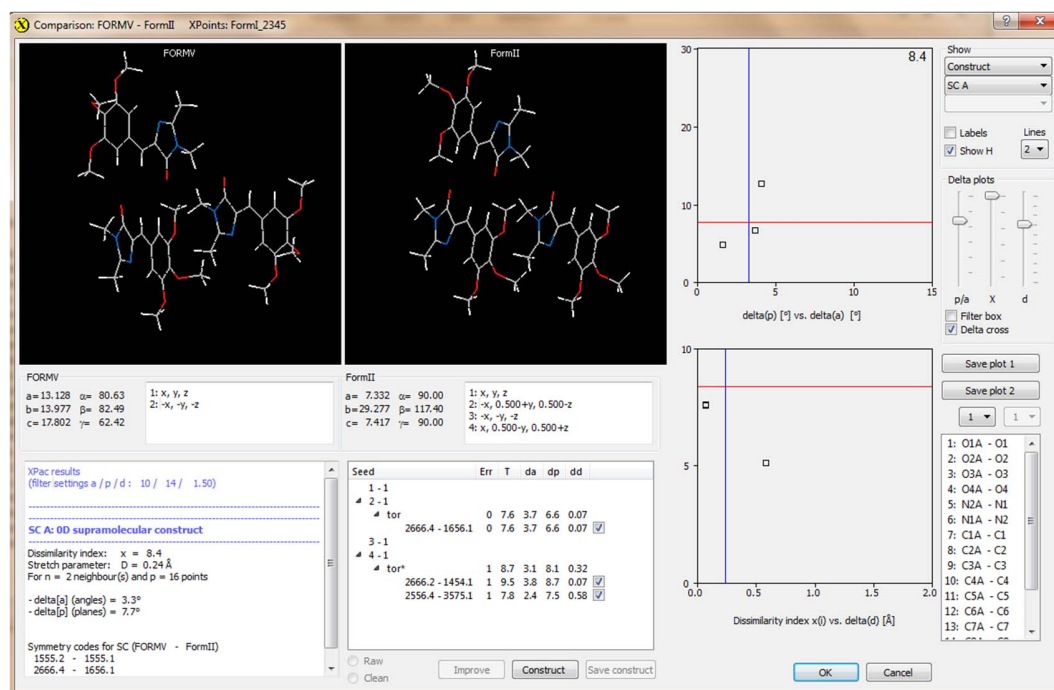 Comparison: FORMV - FormII XPoints: FormI_2345
FORMV
FormII
30
20
10
0
0
5
10
15
8.4
delta(p) [°] vs. delta(a) [°]
Show
Construct
SC A
Labels
Lines
Show H
2
Delta plots
p/a X d
Filter box
Delta cross
10
5
0
0.0
0.5
1.0
1.5
2.0
Dissimilarity index x(i) vs. delta(d) [Å]
Save plot 1
Save plot 2
1
1
1: O1A - O1
2: O2A - O2
3: O3A - O3
4: O4A - O4
5: N2A - N1
6: N1A - N2
7: C1A - C1
8: C2A - C2
9: C3A - C3
10: C4A - C4
11: C5A - C5
12: C6A - C6
13: C7A - C7
FORMV
a=13.128 α= 80.63
b=13.977 β= 82.49
c=17.802 γ= 62.42
1: x, y, z
2: -x, -y, -z
FormII
a= 7.332 α= 90.00
b=29.277 β=117.40
c= 7.417 γ= 90.00
1: x, y, z
2: -x, 0.500+y, 0.500-z
3: -x, -y, -z
4: x, 0.500-y, 0.500+z
XPac results
(filter settings a / p / d : 10 / 14 / 1.50)
SC A: 0D supramolecular construct
Dissimilarity index: x = 8.4
Stretch parameter: D = 0.24 Å
For n = 2 neighbour(s) and p = 16 points
- delta[a] (angles) = 3.3°
- delta[p] (planes) = 7.7°
Symmetry codes for SC (FORMV - FormII)
1555.2 - 1555.1
2666.4 - 1656.1
Seed Err T da dp dd
1 - 1
2 - 1
tor 0 7.6 3.7 6.6 0.07
2666.4 - 1656.1 0 7.6 3.7 6.6 0.07
3 - 1
4 - 1
tor* 1 8.7 3.1 8.1 0.32
2666.2 - 1454.1 1 9.5 3.8 8.7 0.07
2556.4 - 3575.1 1 7.8 2.4 7.5 0.58
Raw
Clean
Improve
Construct
Save construct
OK
Cancel